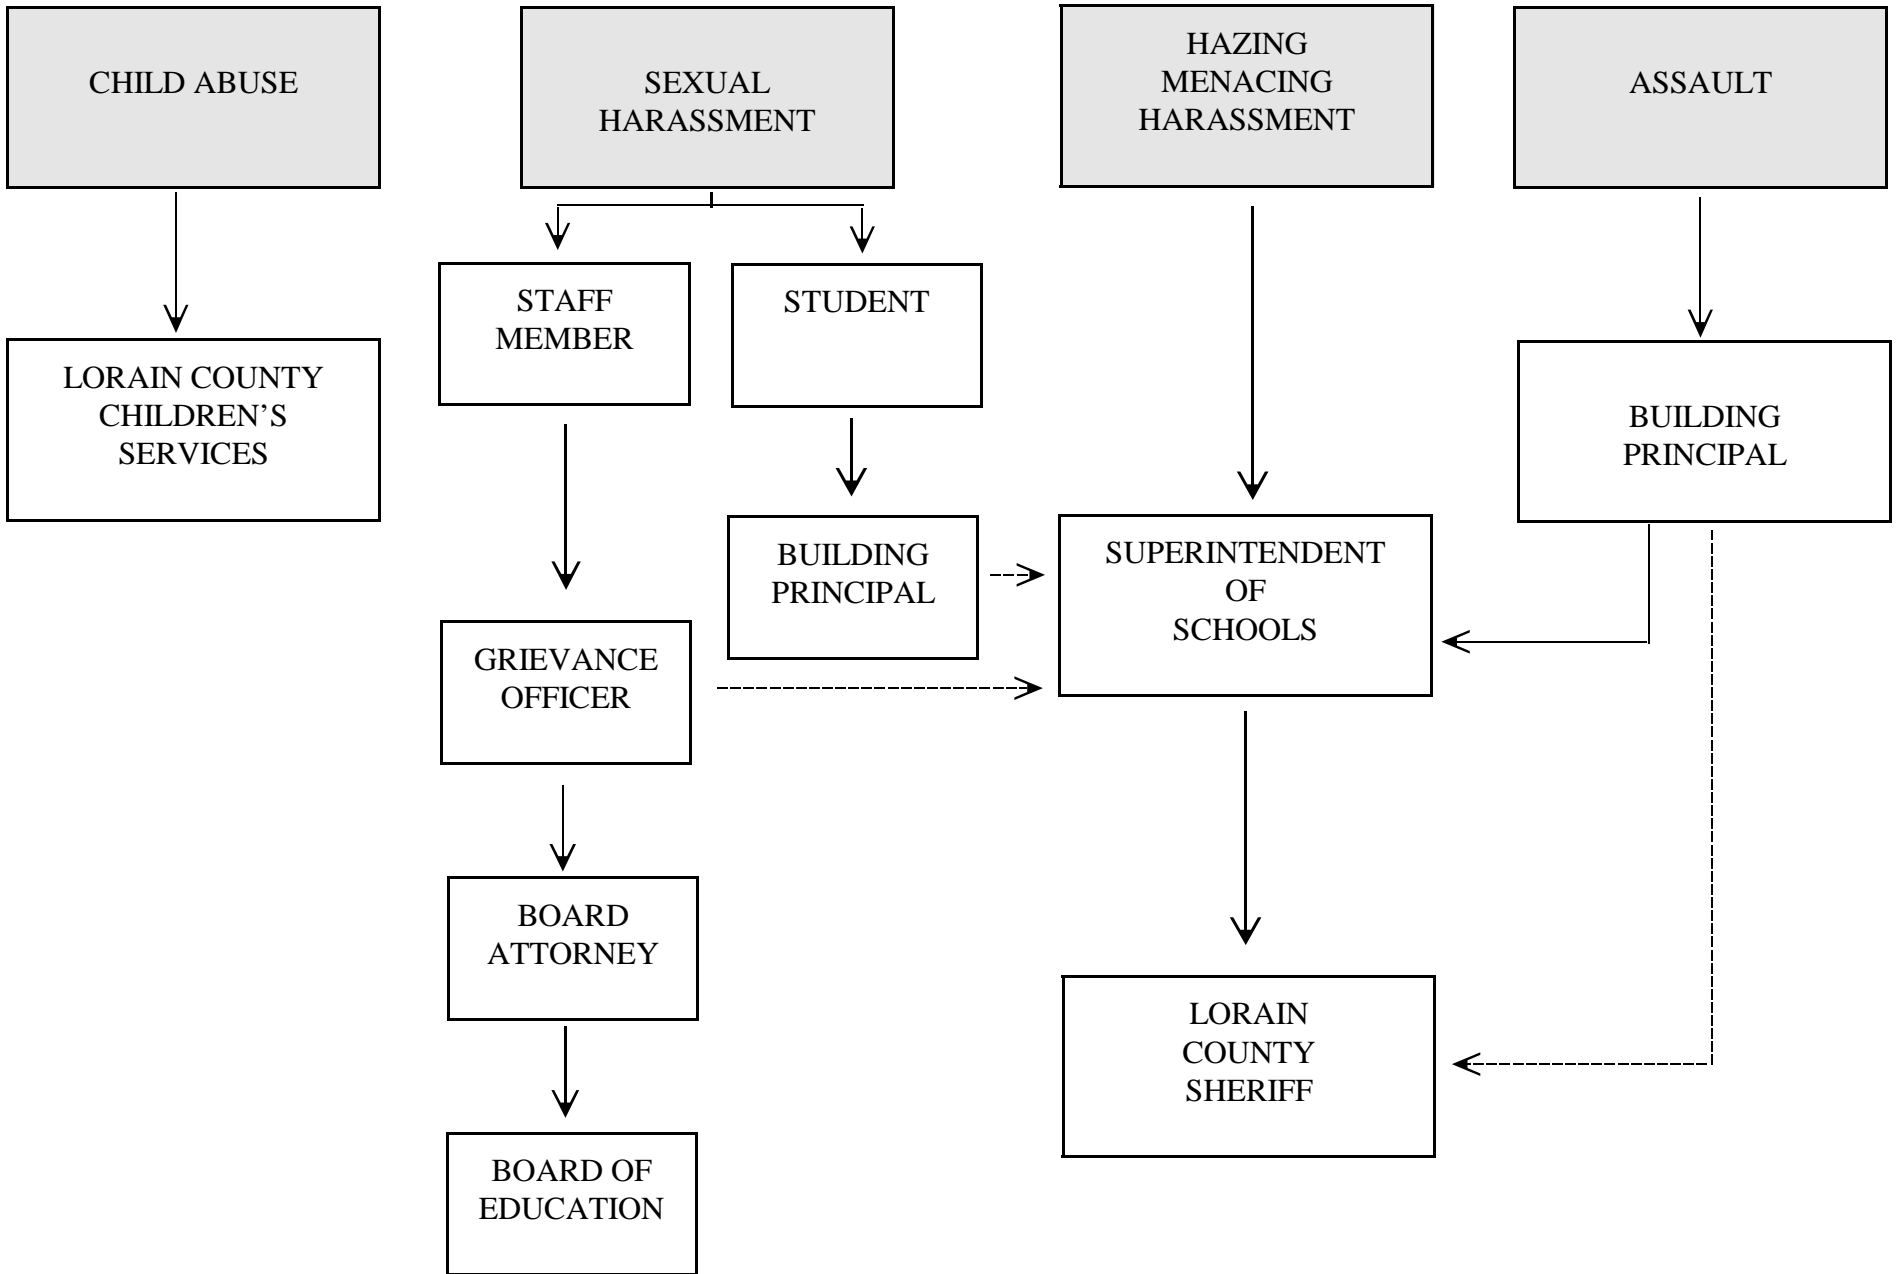 CHILD ABUSE
SEXUAL
HARASSMENT
HAZING
MENACING
HARASSMENT
ASSAULT
STAFF
MEMBER
STUDENT
LORAIN COUNTY
CHILDREN’S
SERVICES
BUILDING
PRINCIPAL
BUILDING
PRINCIPAL
SUPERINTENDENT
OF
SCHOOLS
GRIEVANCE
OFFICER
BOARD
ATTORNEY
LORAIN
COUNTY
SHERIFF
BOARD OF
EDUCATION